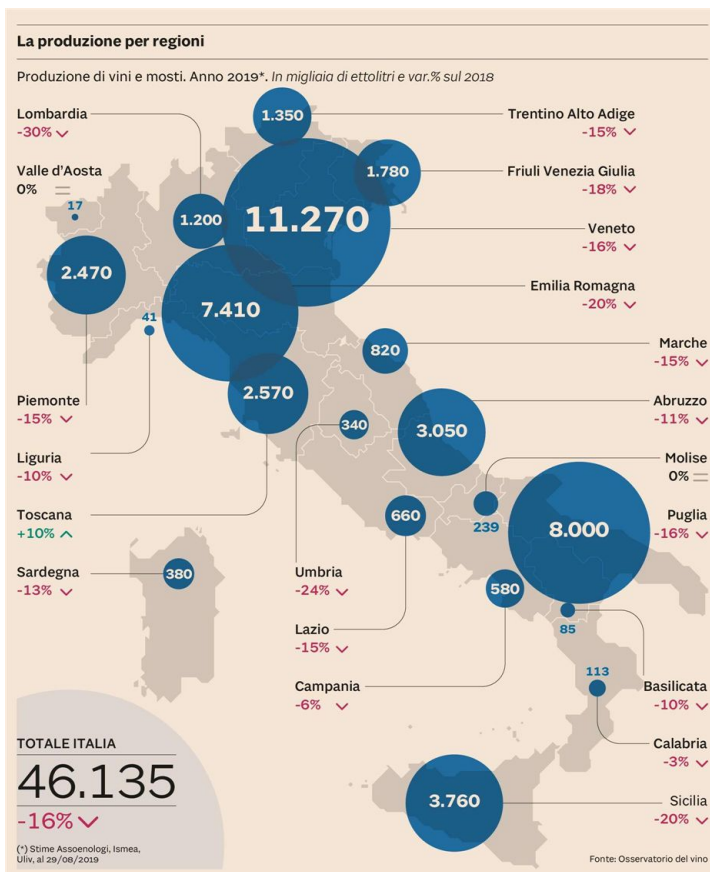 La produzione per regioni
Produzione di vini e mosti. Anno 2019*. In migliaia di ettolitri e var.% sul 2018
Lombardia
-30%
Valle d'Aosta
0% =
17
1.350
Trentino Alto Adige
-15%
1.780
Friuli Venezia Giulia
-18%
1.200
11.270
Veneto
-16%
2.470
7.410
Emilia Romagna
-20%
41
820
Marche
-15%
Piemonte
-15%
2.570
340
3.050
Abruzzo
-11%
Liguria
-10%
Molise
0% =
239
Toscana
+10%
660
8.000
Puglia
-16%
Sardegna
-13%
380
Umbria
-24%
580
Lazio
-15%
85
Campania
-6%
113
Basilicata
-10%
Calabria
-3%
TOTALE ITALIA
46.135
-16%
3.760
Sicilia
-20%
(*) Stime Assoenologi, Ismea,
Uliv, al 29/08/2019
Fonte: Osservatorio del vino